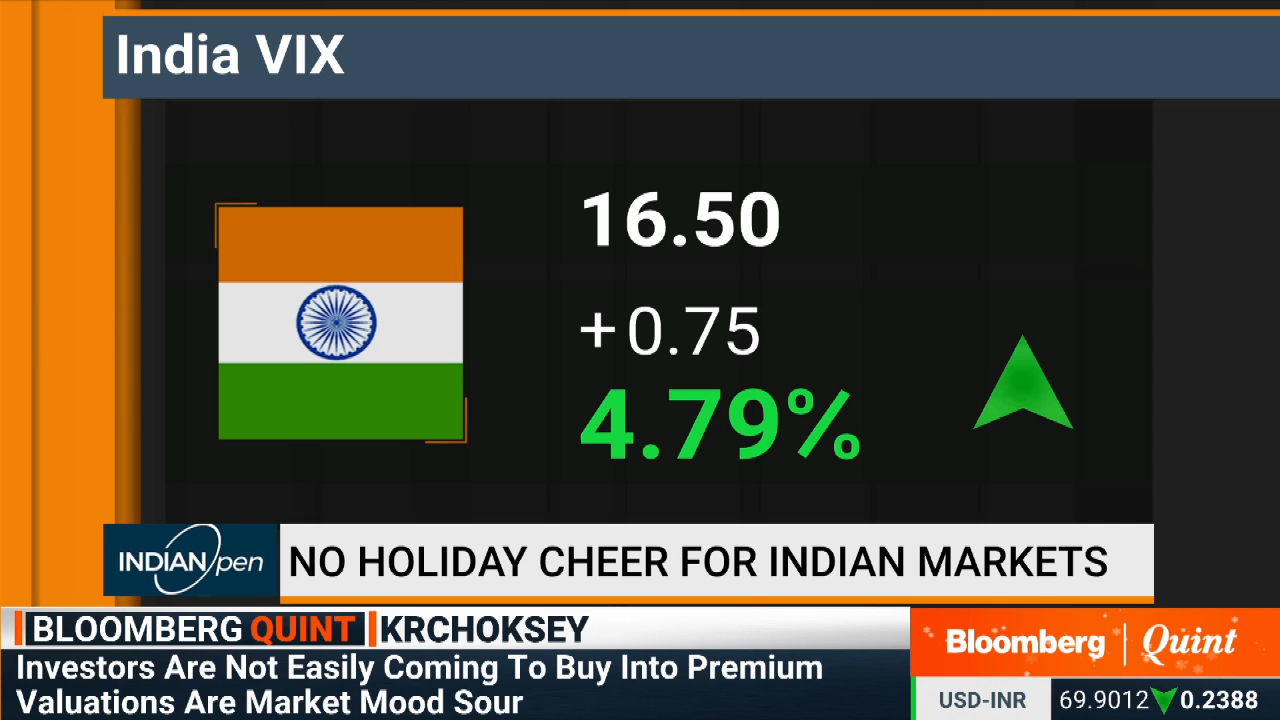 India VIX
16.50
+0.75
4.79%
INDIAN pen
NO HOLIDAY CHEER FOR INDIAN MARKETS
BLOOMBERG QUINT KRCHOKSEY
Investors Are Not Easily Coming To Buy Into Premium
Valuations Are Market Mood Sour
Bloomberg | Quint
USD-INR 69.9012 0.2388